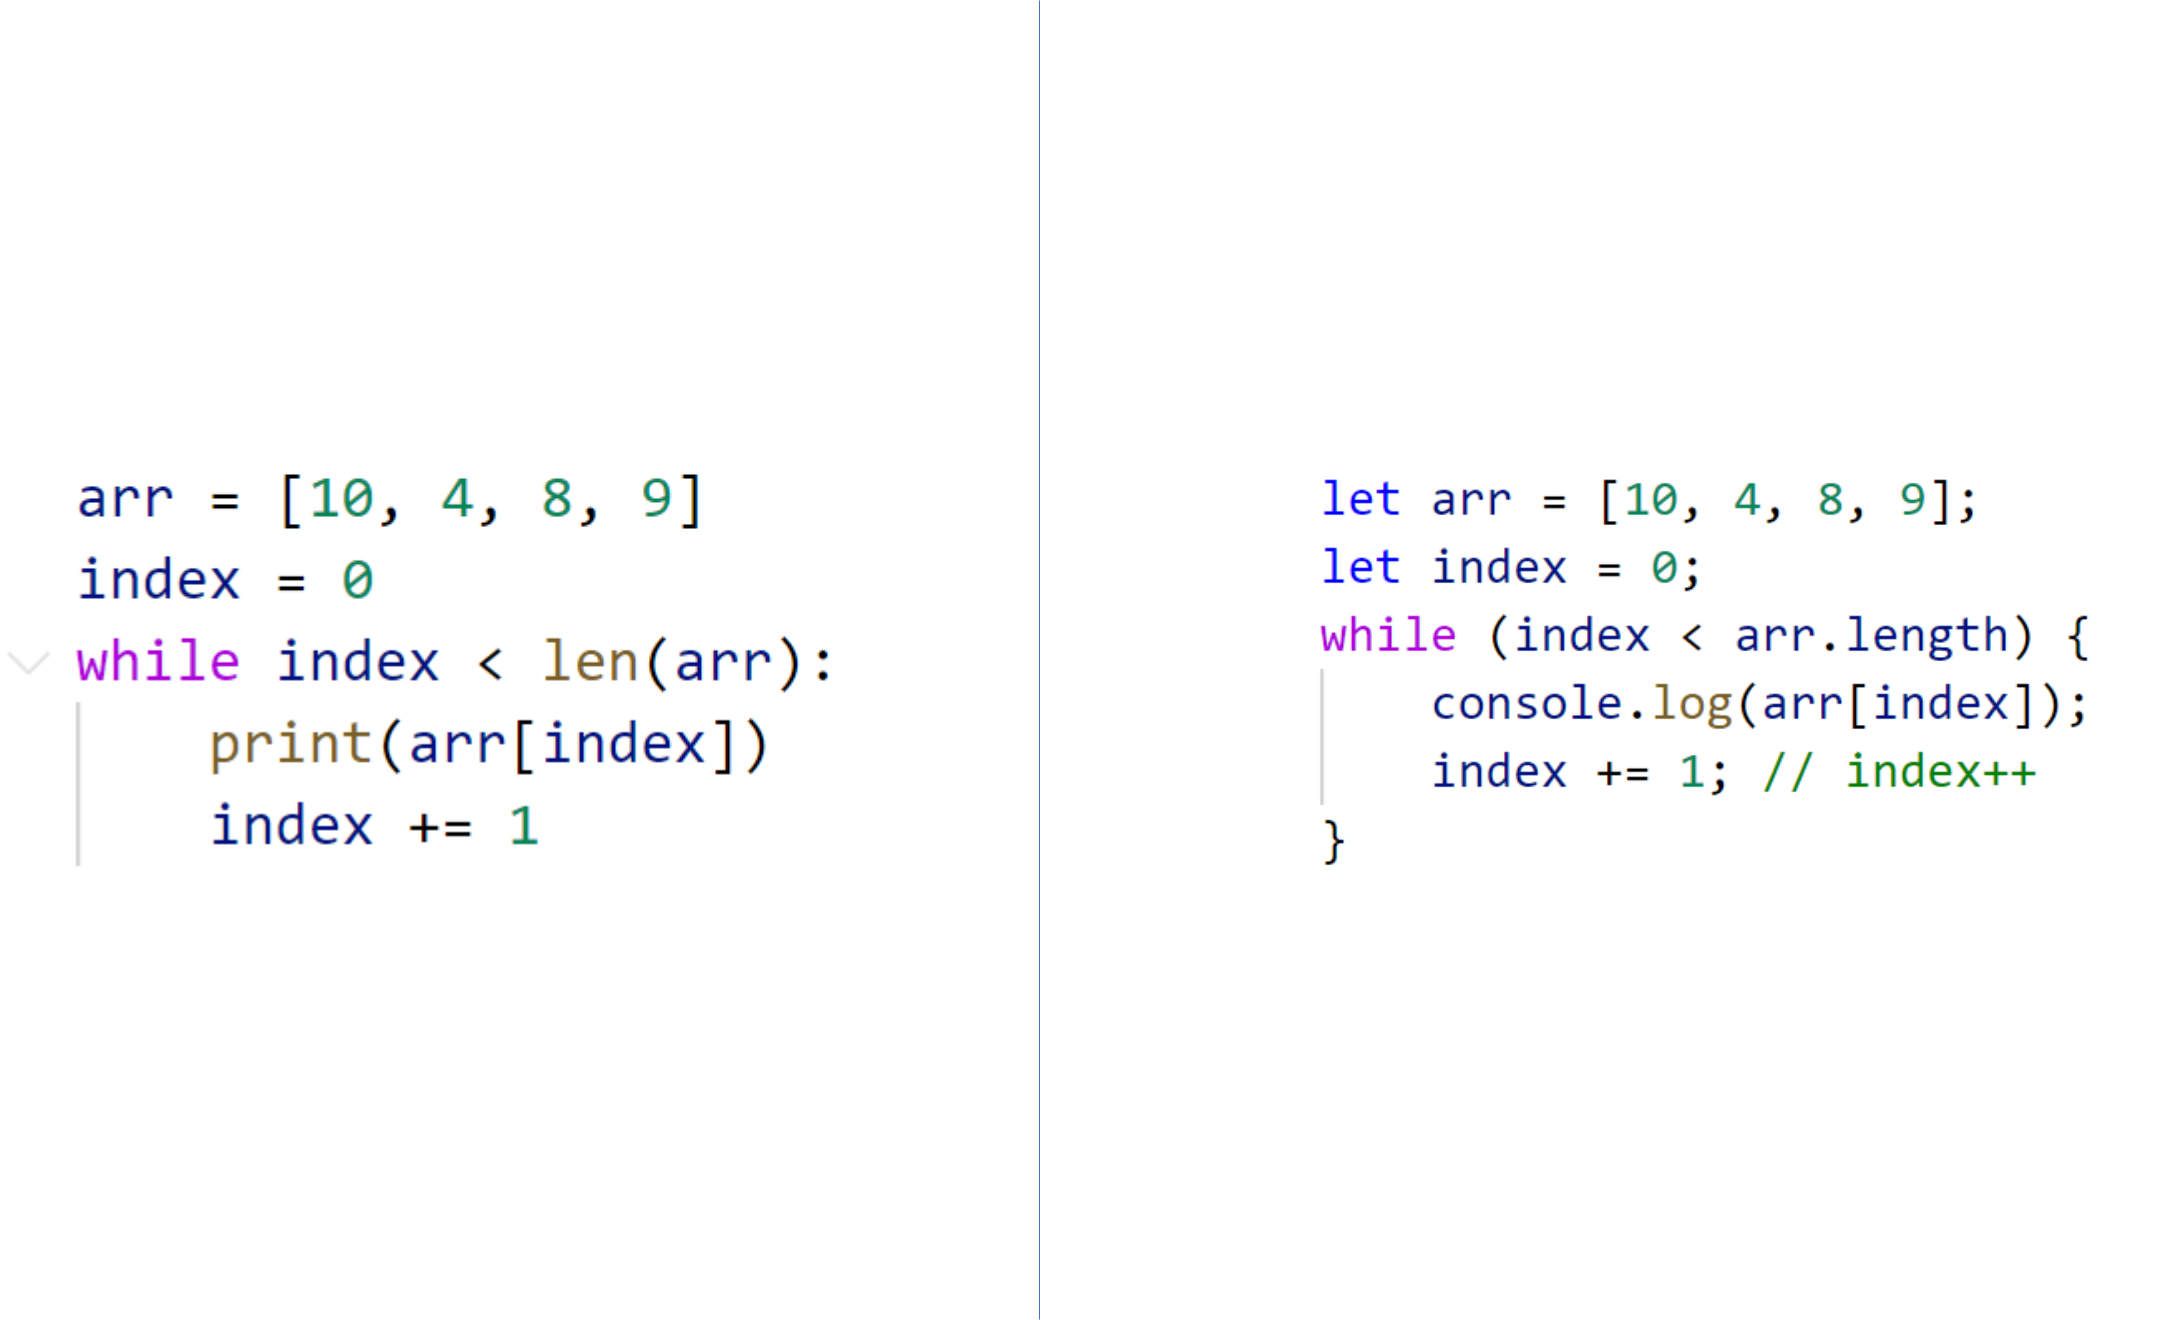 arr = [10, 4, 8, 9]
index = 0
while index < len(arr):
    print(arr[index])
    index += 1
let arr = [10, 4, 8, 9];
let index = 0;
while (index < arr.length) {
    console.log(arr[index]);
    index += 1; // index++
}